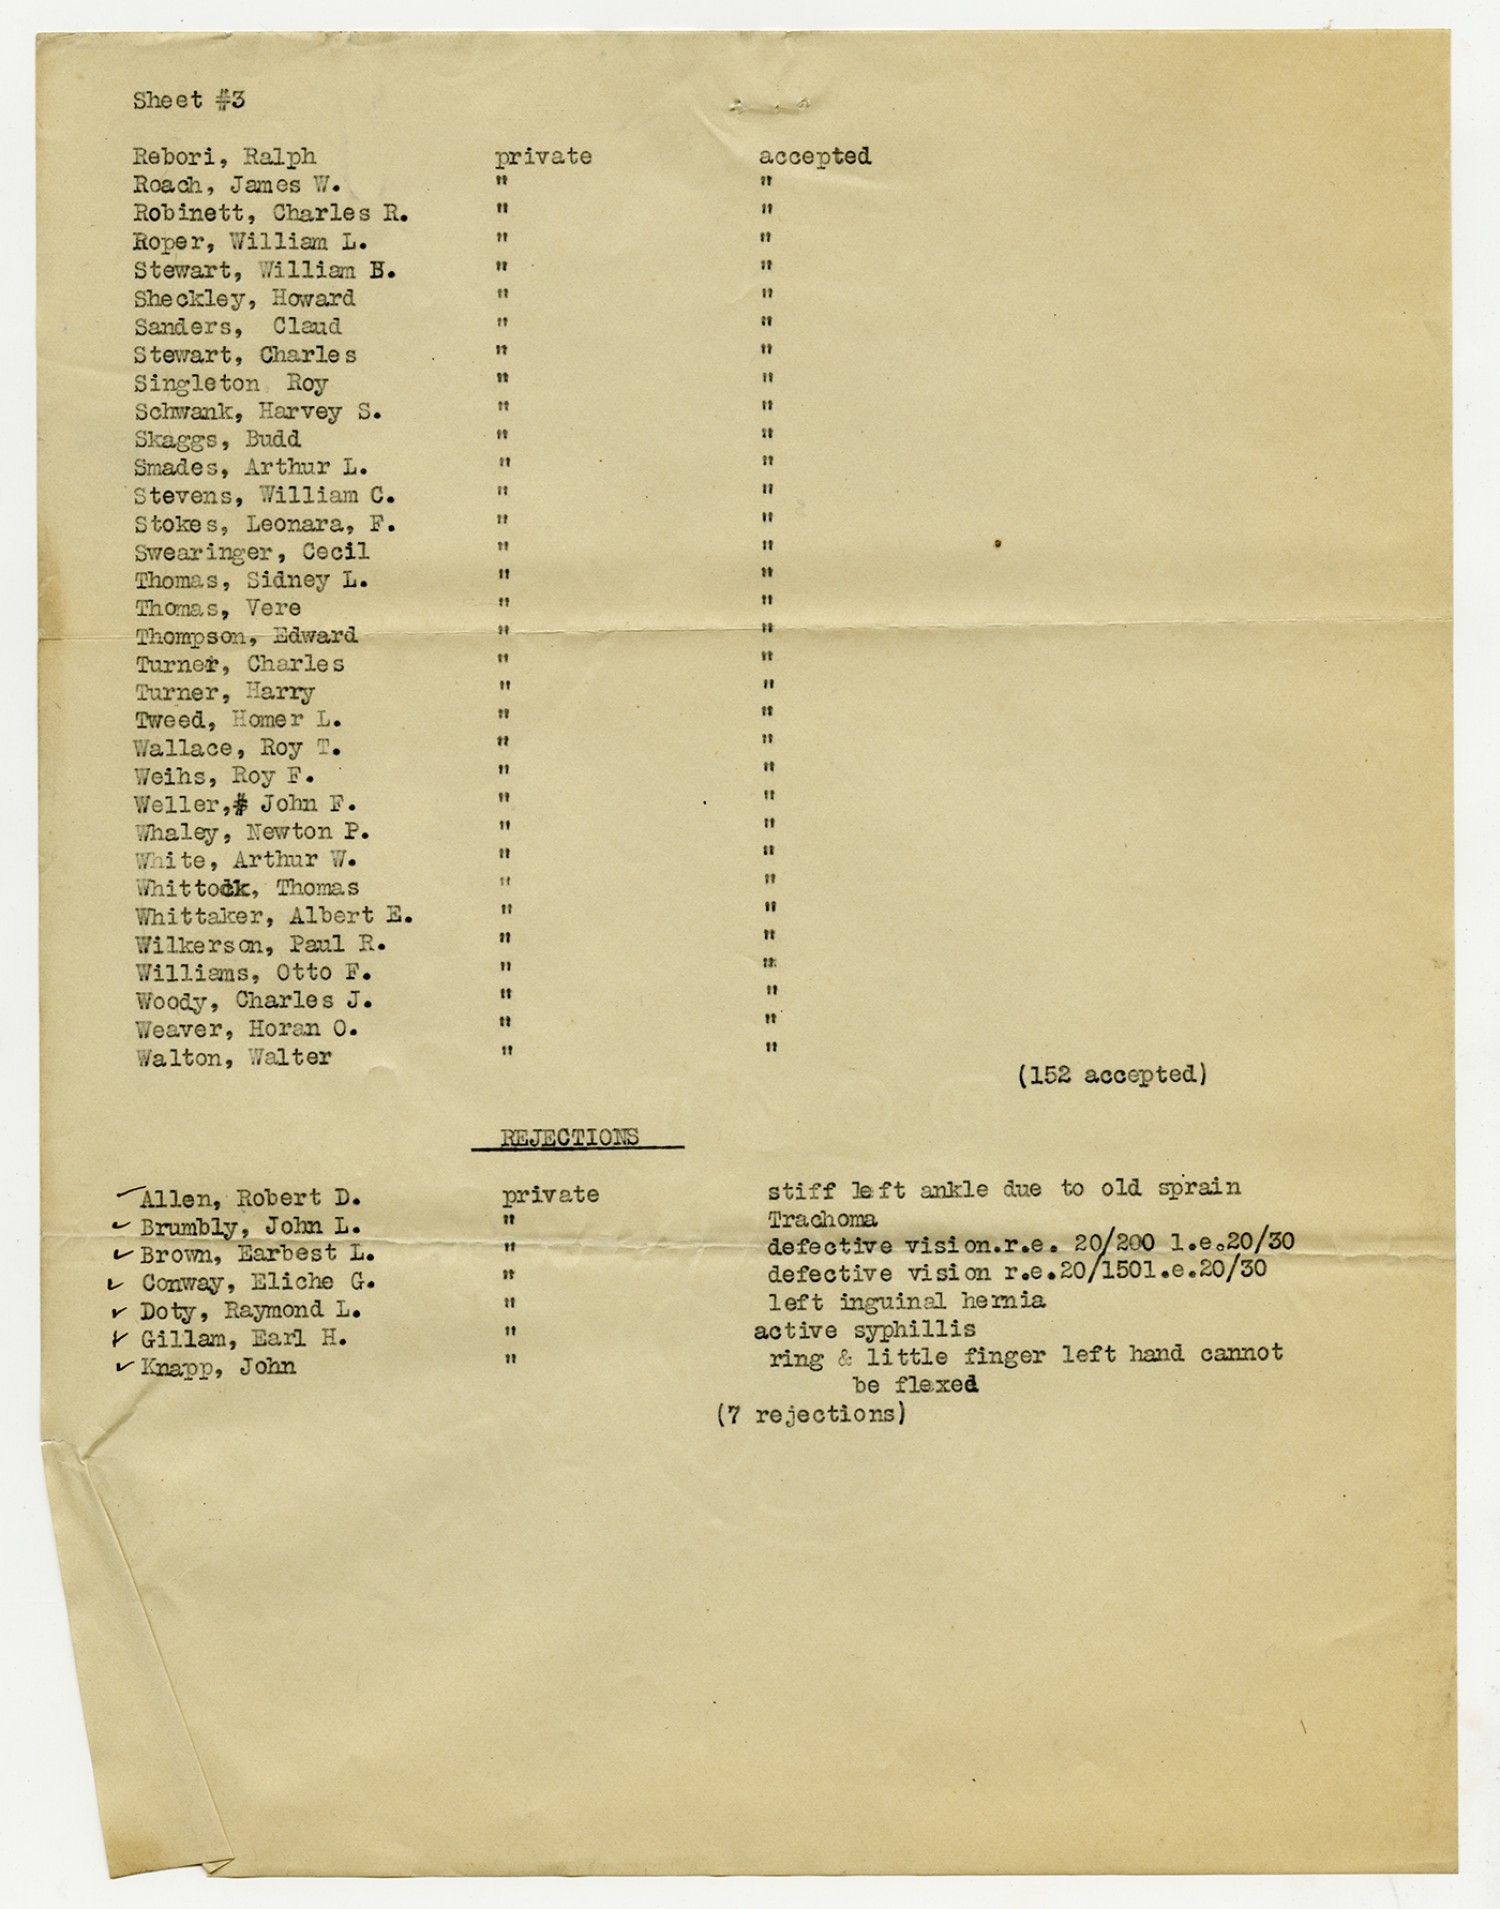 Sheet #3
Rebori, Ralph private accepted
Roach, James W. " "
Robinett, Charles R. " "
Roper, William L. " "
Stewart, William B. " "
Sheckley, Howard " "
Sanders, Claud " "
Stewart, Charles " "
Singleton, Roy " "
Schwank, Harvey S. " "
Skaggs, Budd " "
Smades, Arthur L. " "
Stevens, William C. " "
Stokes, Leonara, F. " "
Swearinger, Cecil " "
Thomas, Sidney L. " "
Thomas, Vere " "
Thompson, Edward " "
Turner, Charles " "
Turner, Harry " "
Tweed, Homer L. " "
Wallace, Roy T. " "
Weihs, Roy F. " "
Weller,# John F. " "
Whaley, Newton P. " "
White, Arthur W. " "
Whittock, Thomas " "
Whittaker, Albert E. " "
Wilkerson, Paul R. " "
Williams, Otto F. " "
Woody, Charles J. " "
Weaver, Horan O. " "
Walton, Walter " "
(152 accepted)
REJECTIONS
✓ Allen, Robert D. private stiff left ankle due to old sprain
✓ Brumbly, John L. " Trachoma
✓ Brown, Earbest L. " defective vision.r.e. 20/200 l.e.20/30
✓ Conway, Eliche G. " defective vision r.e.20/150l.e.20/30
✓ Doty, Raymond L. " left inguinal hernia
✓ Gillam, Earl H. " active syphillis
✓ Knapp, John " ring & little finger left hand cannot
be flexed
(7 rejections)